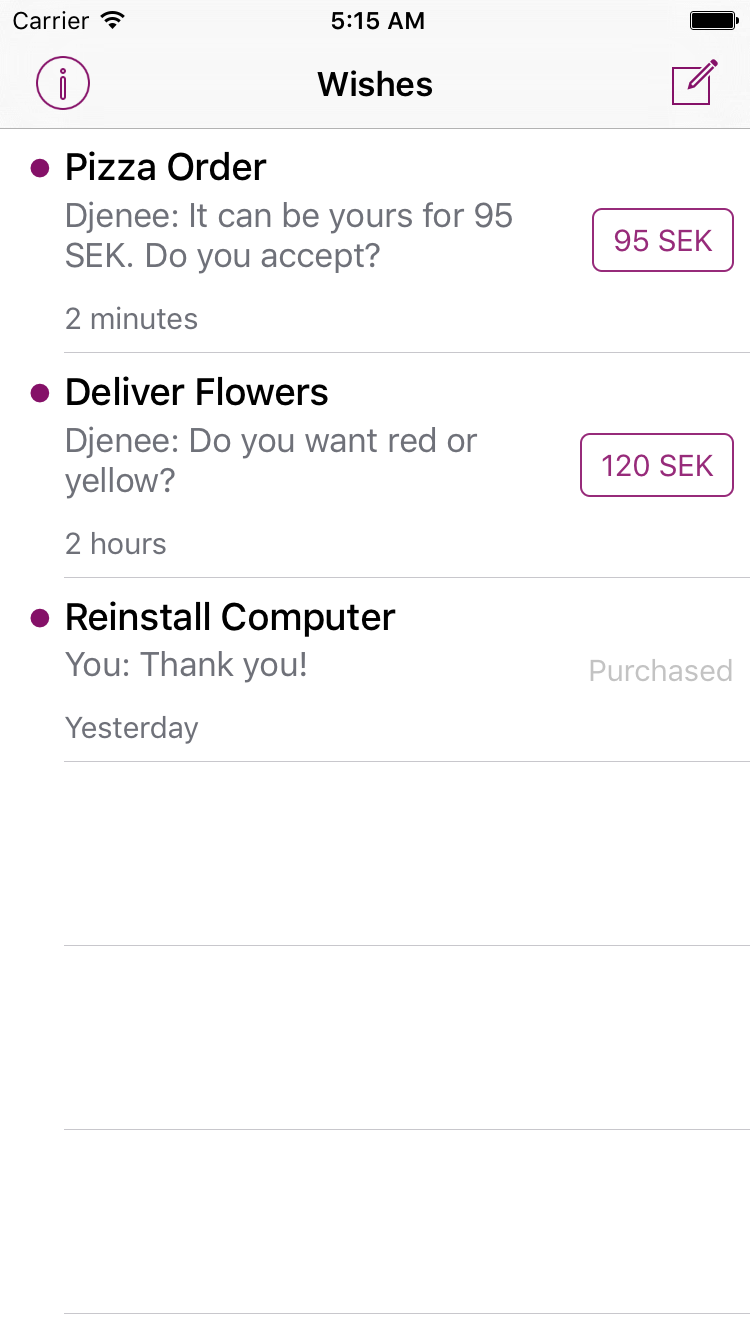 Carrier 5:15 AM
Wishes
Pizza Order
Djenee: It can be yours for 95
SEK. Do you accept?
95 SEK
2 minutes
Deliver Flowers
Djenee: Do you want red or
yellow?
120 SEK
2 hours
Reinstall Computer
You: Thank you!
Purchased
Yesterday